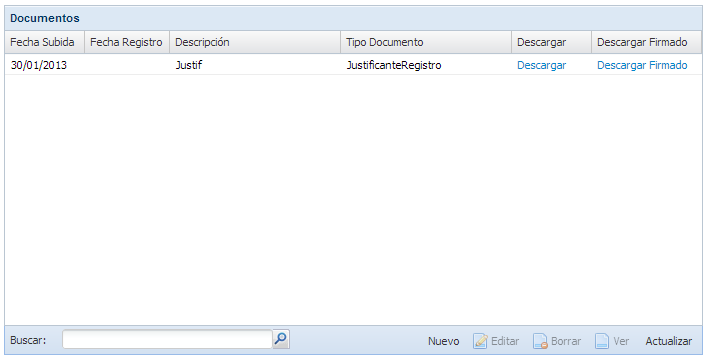 Documentos
Fecha Subida Fecha Registro Descripción Tipo Documento Descargar Descargar Firmado
30/01/2013 Justif JustificanteRegistro Descargar Descargar Firmado
Buscar: Nuevo Editar Borrar Ver Actualizar